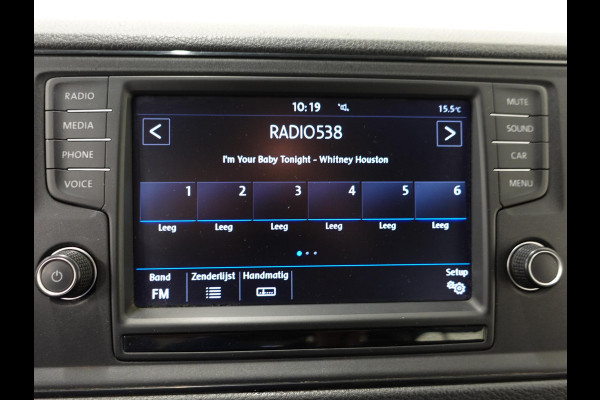 RADIO
MEDIA
PHONE
VOICE
10:19
15.5°C
< RADIO538 >
I'm Your Baby Tonight - Whitney Houston
1 2 3 4 5 6
Leeg Leeg Leeg Leeg Leeg Leeg
Band Zenderlijst Handmatig Setup
FM
MUTE
SOUND
CAR
MENU